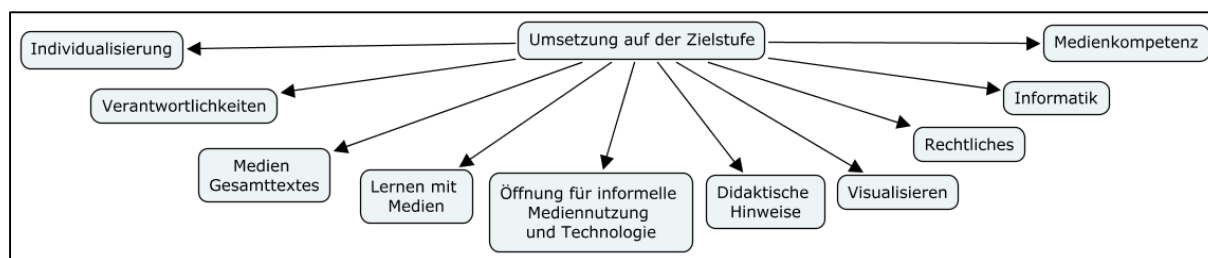 Umsetzung auf der Zielstufe
Individualisierung
Verantwortlichkeiten
Medien
Gesamttextes
Lernen mit
Medien
Öffnung für informelle
Mediennutzung
und Technologie
Didaktische
Hinweise
Visualisieren
Rechtliches
Informatik
Medienkompetenz